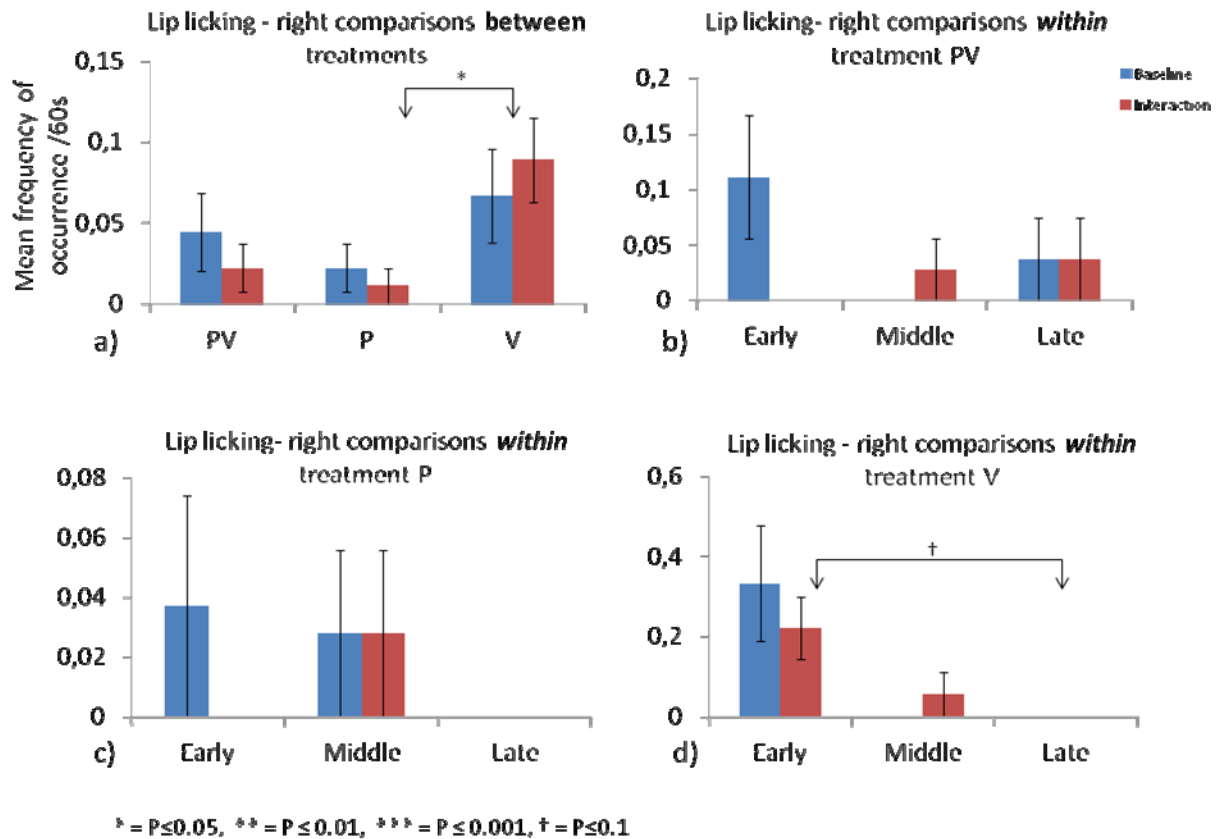 Lip licking - right comparisons between
treatments
0,15
0,1
0,05
0
Mean frequency of
occurrence /60s
*
PV P V
a)
Lip licking- right comparisons within
treatment PV
0,2
0,15
0,1
0,05
0
Baseline
Interaction
Early Middle Late
b)
Lip licking- right comparisons within
treatment P
0,08
0,06
0,04
0,02
0
Early Middle Late
c)
Lip licking - right comparisons within
treatment V
0,6
0,4
0,2
0
†
Early Middle Late
d)
* = P≤0.05, ** = P ≤ 0.01, *** = P ≤ 0.001, † = P≤0.1